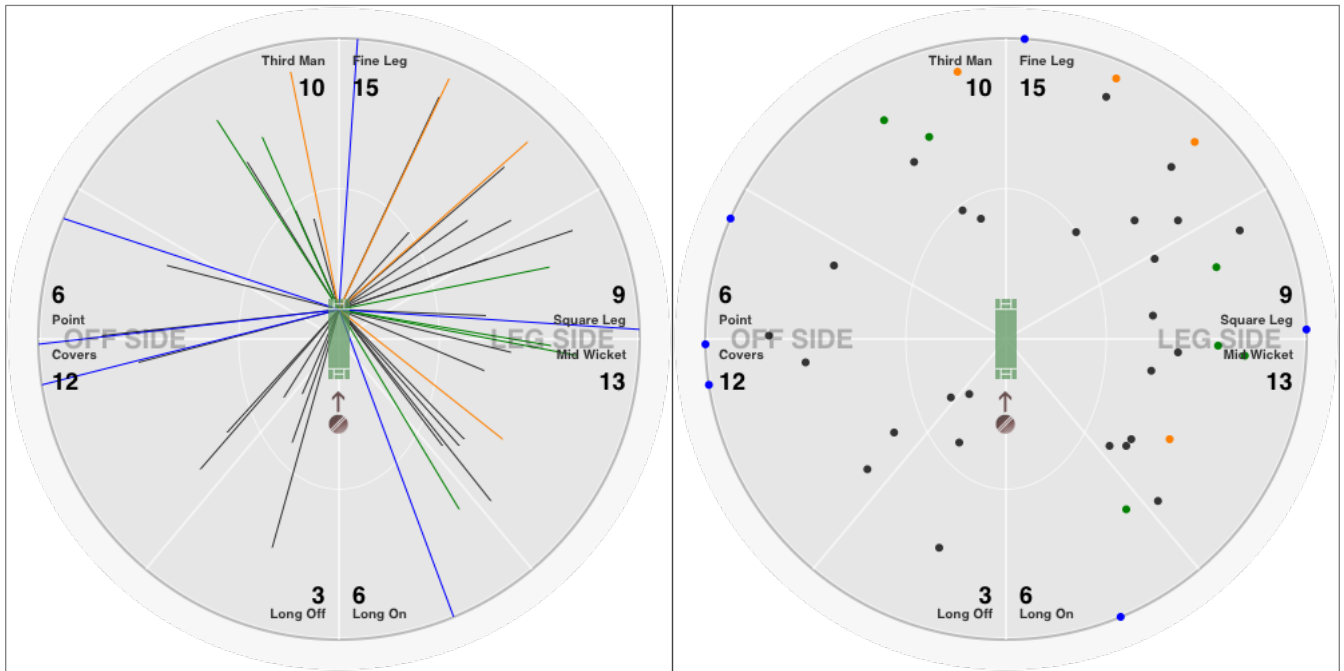 Third Man
10
Fine Leg
15
6
Point
OFF SIDE
Covers
12
9
Square Leg
LEG SIDE
Mid Wicket
13
3
Long Off
6
Long On
Third Man
10
Fine Leg
15
6
Point
OFF SIDE
Covers
12
9
Square Leg
LEG SIDE
Mid Wicket
13
3
Long Off
6
Long On